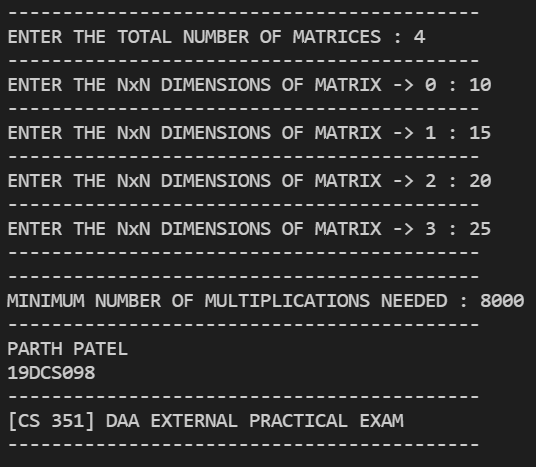 -------------------------------------------
ENTER THE TOTAL NUMBER OF MATRICES : 4
-------------------------------------------
ENTER THE NxN DIMENSIONS OF MATRIX -> 0 : 10
-------------------------------------------
ENTER THE NxN DIMENSIONS OF MATRIX -> 1 : 15
-------------------------------------------
ENTER THE NxN DIMENSIONS OF MATRIX -> 2 : 20
-------------------------------------------
ENTER THE NxN DIMENSIONS OF MATRIX -> 3 : 25
-------------------------------------------
-------------------------------------------
MINIMUM NUMBER OF MULTIPLICATIONS NEEDED : 8000
-------------------------------------------
PARTH PATEL
19DCS098
-------------------------------------------
[CS 351] DAA EXTERNAL PRACTICAL EXAM
-------------------------------------------